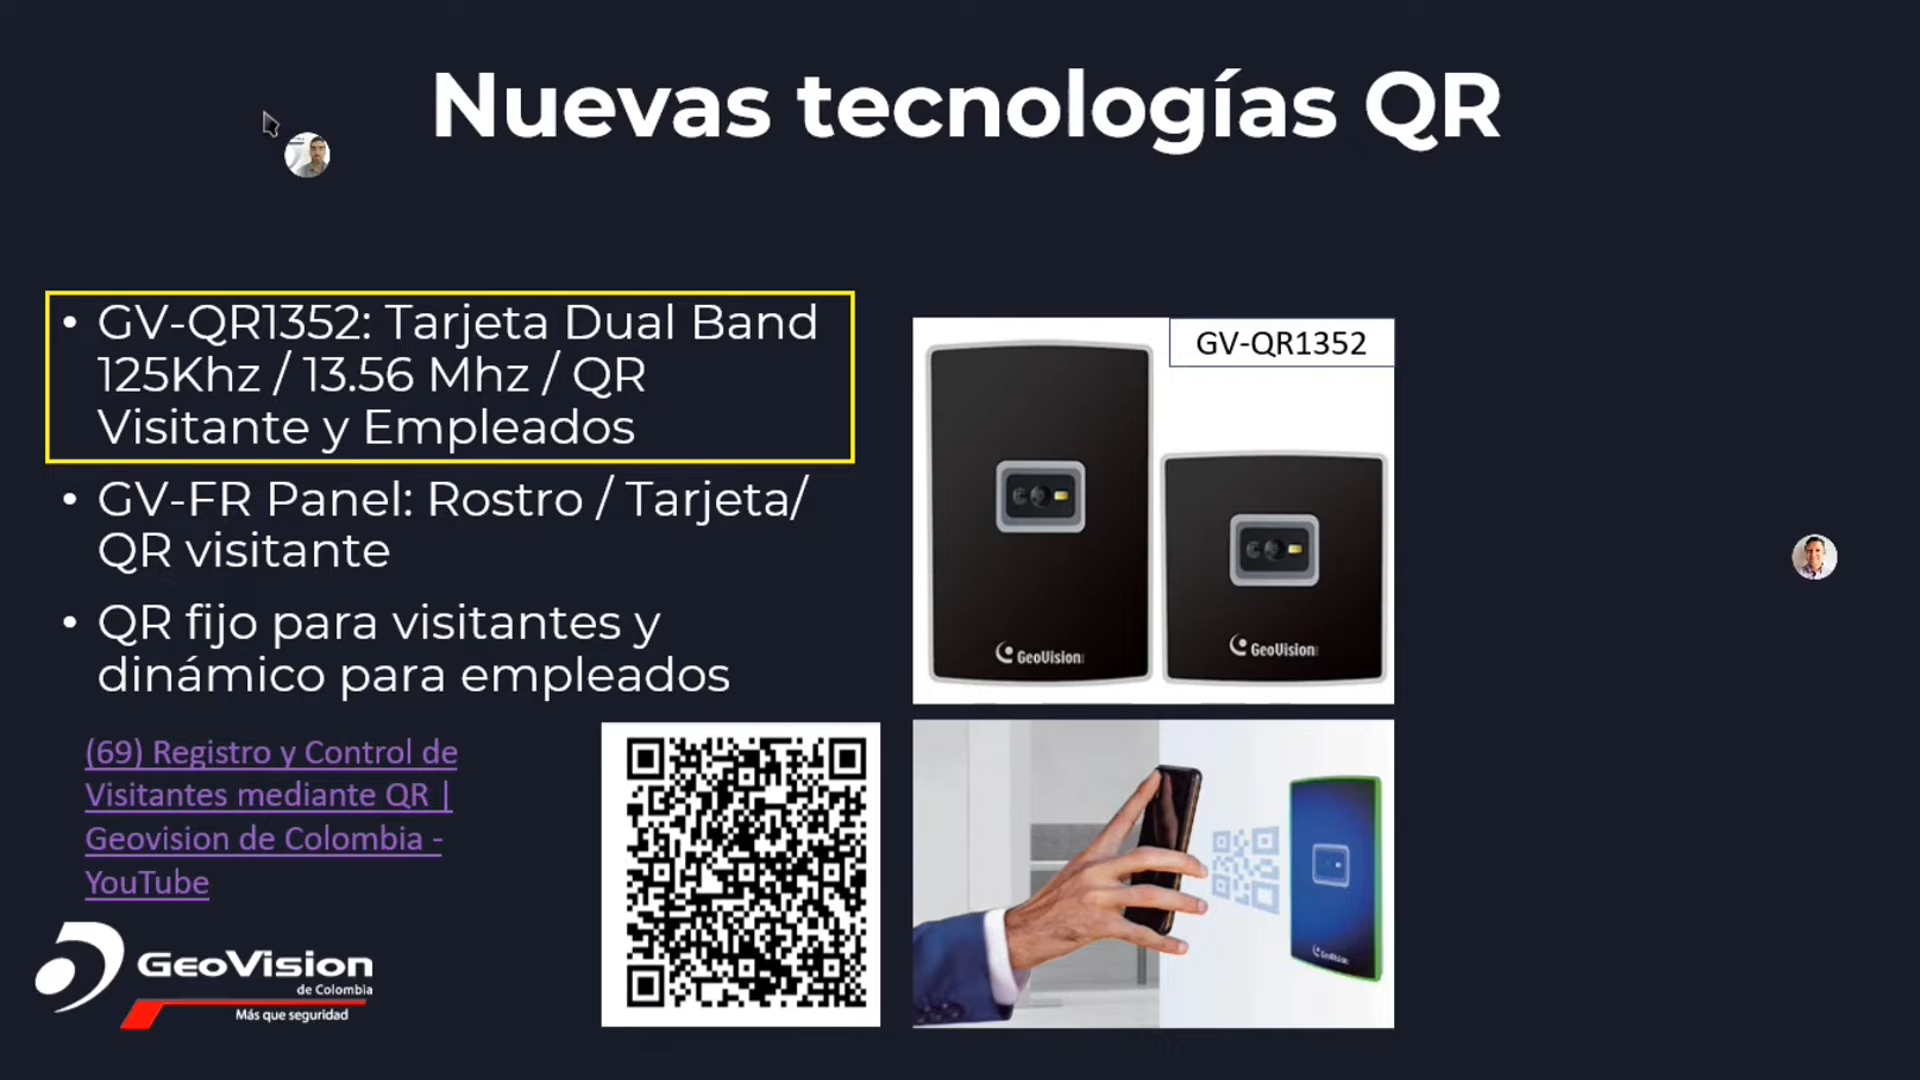 Nuevas tecnologías QR
• GV-QR1352: Tarjeta Dual Band
125Khz / 13.56 Mhz / QR
Visitante y Empleados
• GV-FR Panel: Rostro / Tarjeta/
QR visitante
• QR fijo para visitantes y
dinámico para empleados
(69) Registro y Control de
Visitantes mediante QR |
Geovision de Colombia -
YouTube
GeoVision
de Colombia
Más que seguridad
GV-QR1352
GeoVision
GeoVision
GeoVision